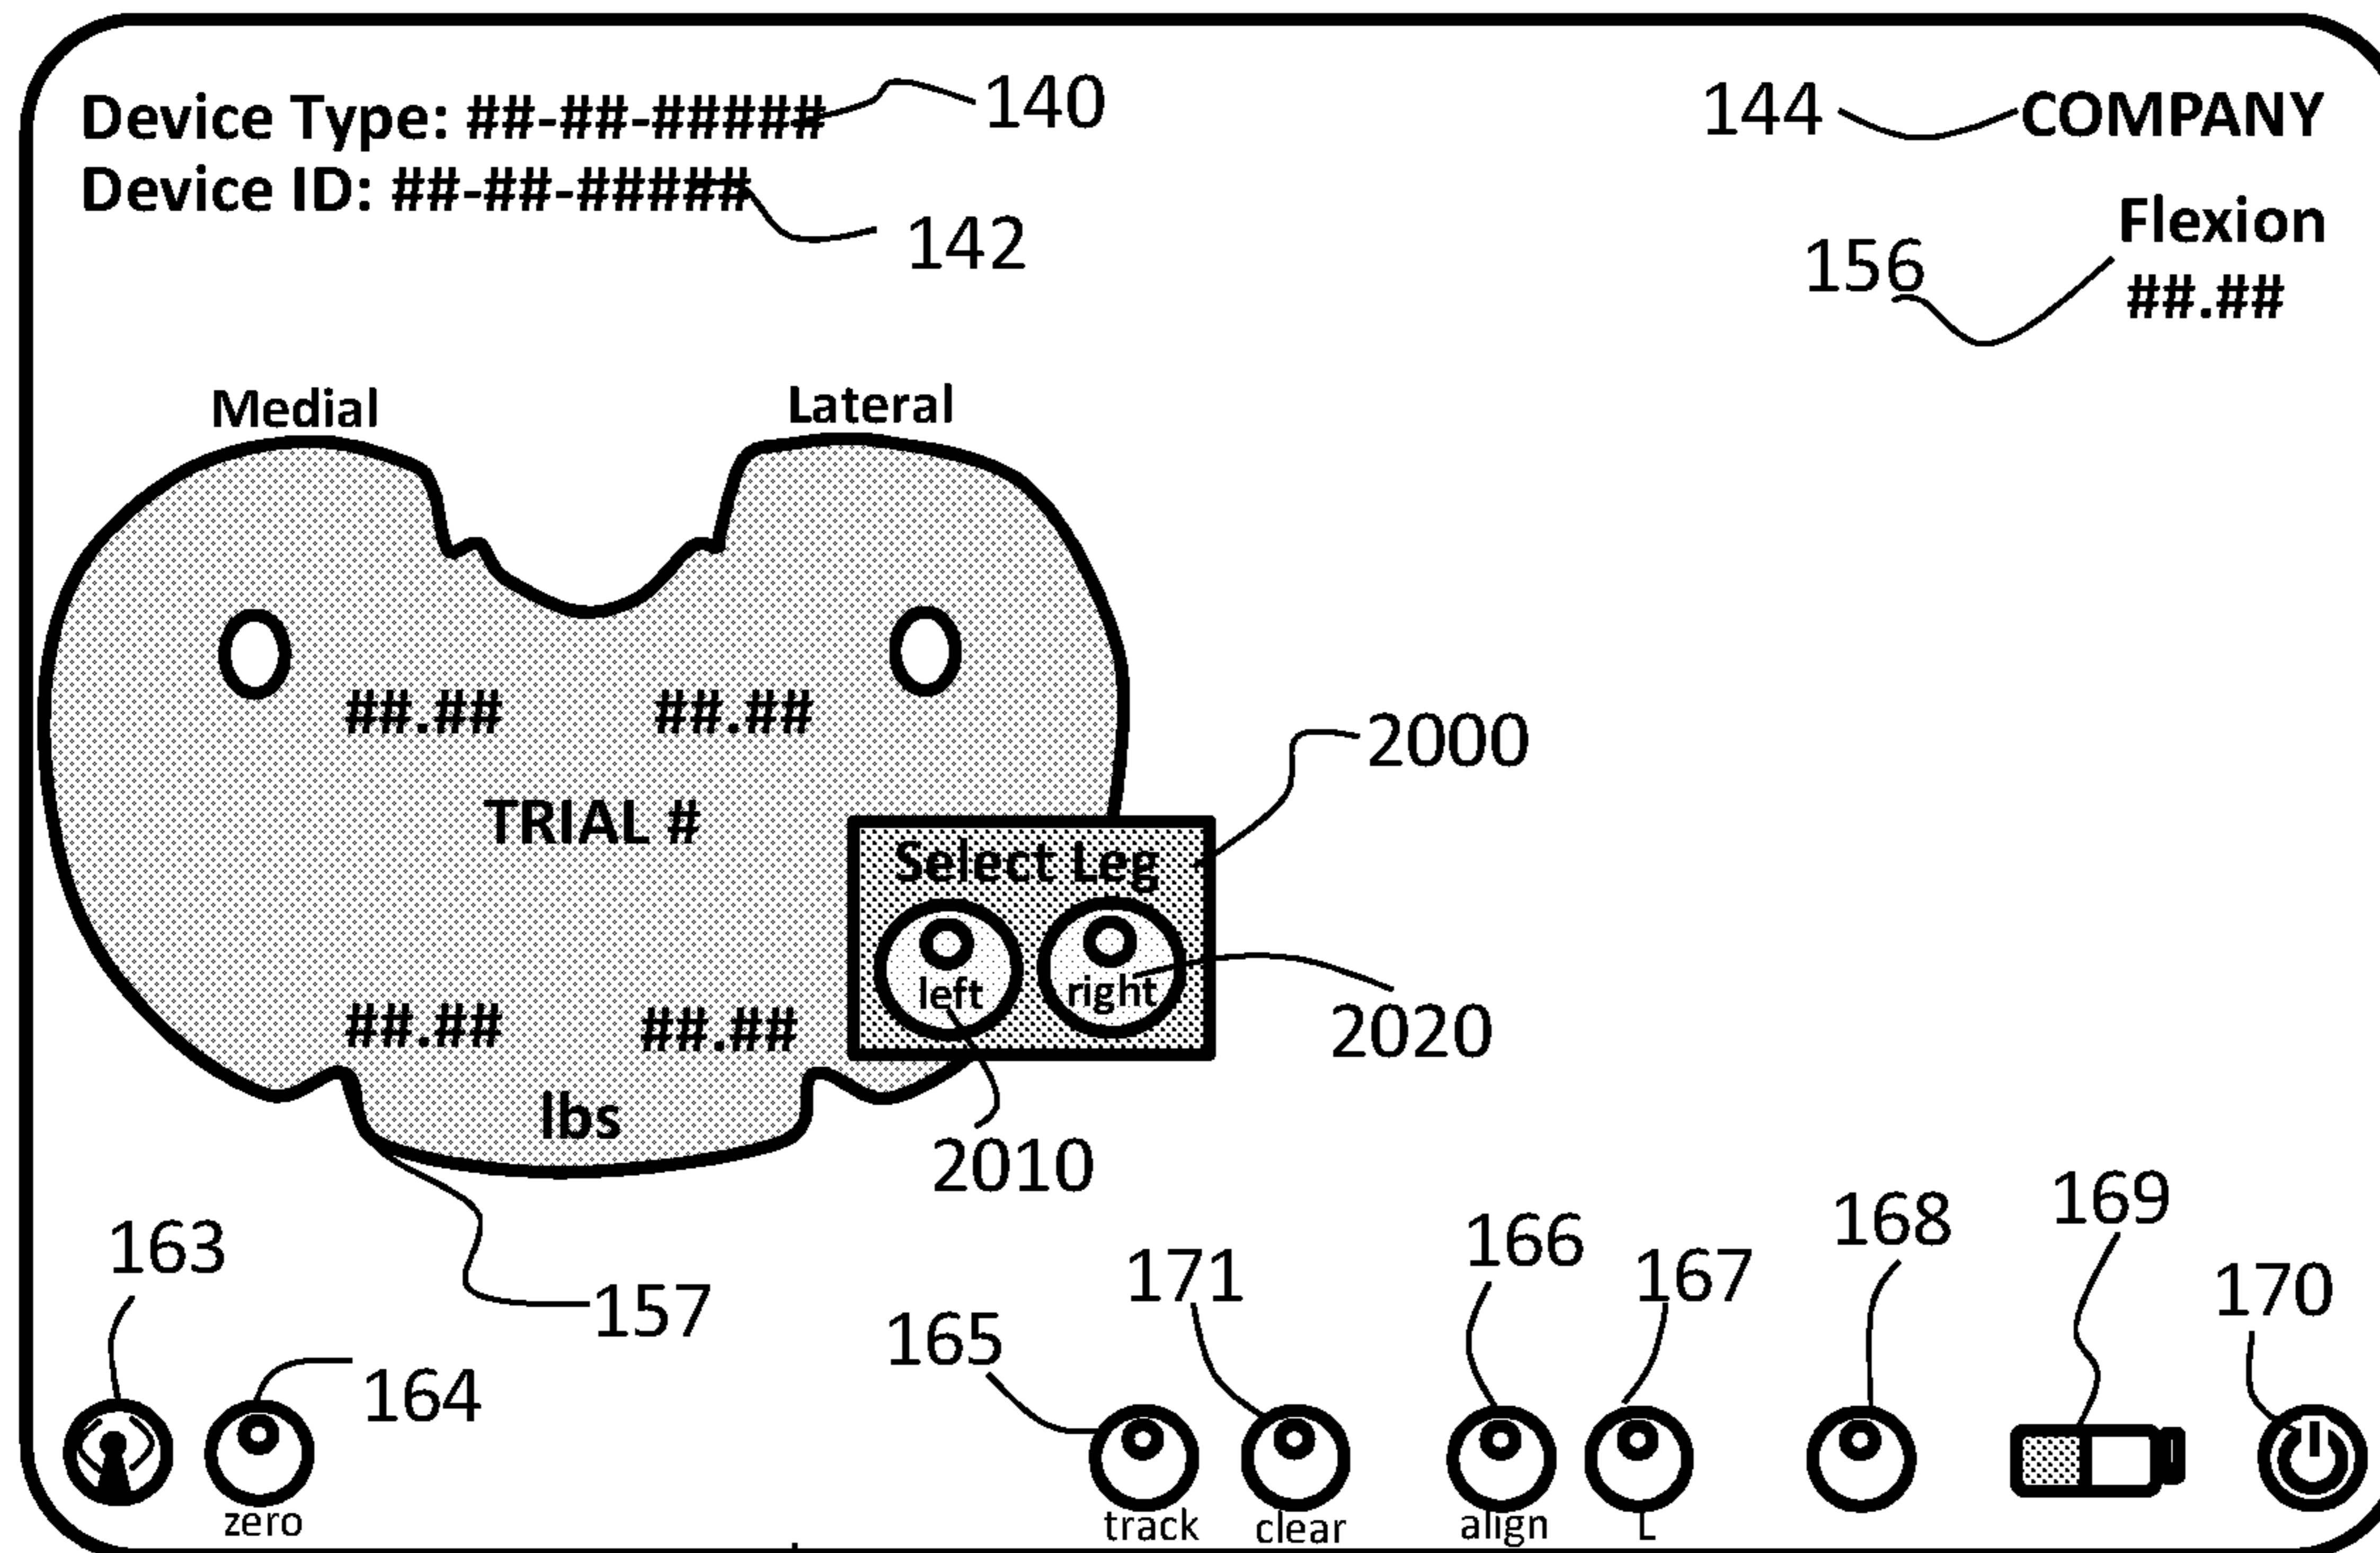 Device Type: ##-##-##### 140
Device ID: ##-##-#####
142
144 COMPANY
Flexion
156
##.##
Medial
Lateral
##.## ##.##
2000
TRIAL #
Select Leg
left right
2020
##.## ##.##
lbs
2010
163
157
164
165
171
166
167
168
169
170
zero
track
clear
align
L